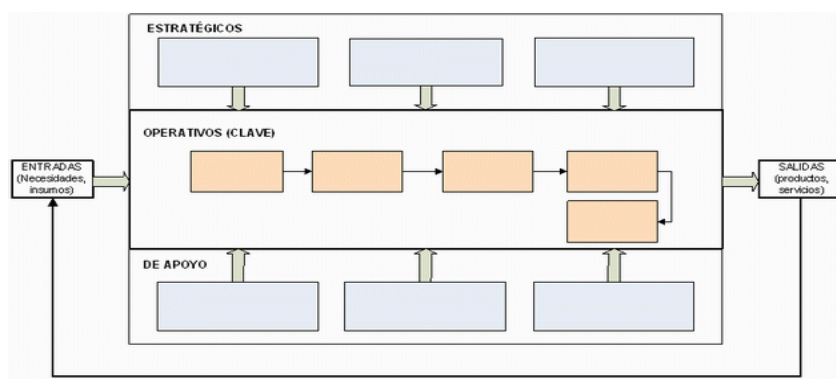 ESTRATÉGICOS
OPERATIVOS (CLAVE)
ENTRADAS
(Necesidades,
insumos)
SALIDAS
(productos,
servicios)
DE APOYO